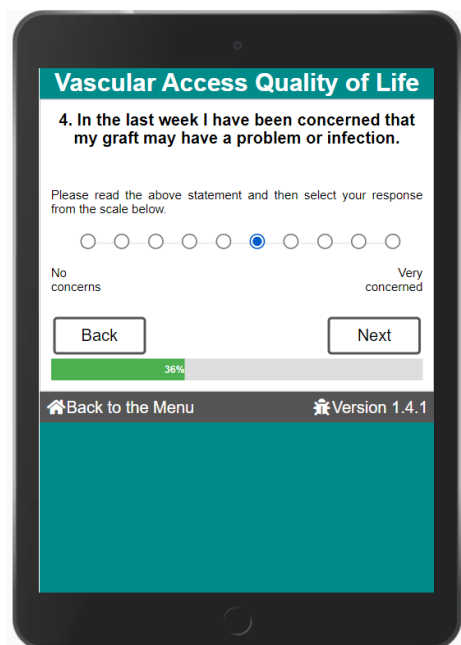 Vascular Access Quality of Life
4. In the last week I have been concerned that
my graft may have a problem or infection.
Please read the above statement and then select your response
from the scale below.
No
concerns
Very
concerned
Back
Next
36%
Back to the Menu
Version 1.4.1